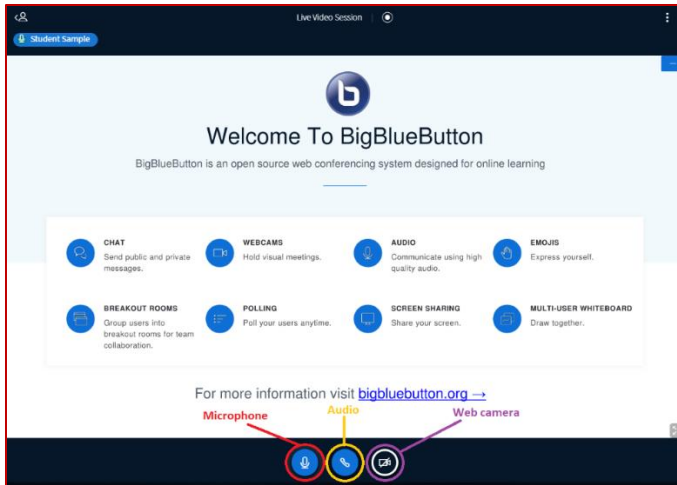 Live Video Session
Student Sample
b
Welcome To BigBlueButton
BigBlueButton is an open source web conferencing system designed for online learning
CHAT
Send public and private
messages.
WEBCAMS
Hold visual meetings.
AUDIO
Communicate using high
quality audio.
EMOJIS
Express yourself.
BREAKOUT ROOMS
Group users into
breakout rooms for team
collaboration.
POLLING
Poll your users anytime.
SCREEN SHARING
Share your screen.
MULTI-USER WHITEBOARD
Draw together.
For more information visit bigbluebutton.org →
Microphone
Audio
Web camera